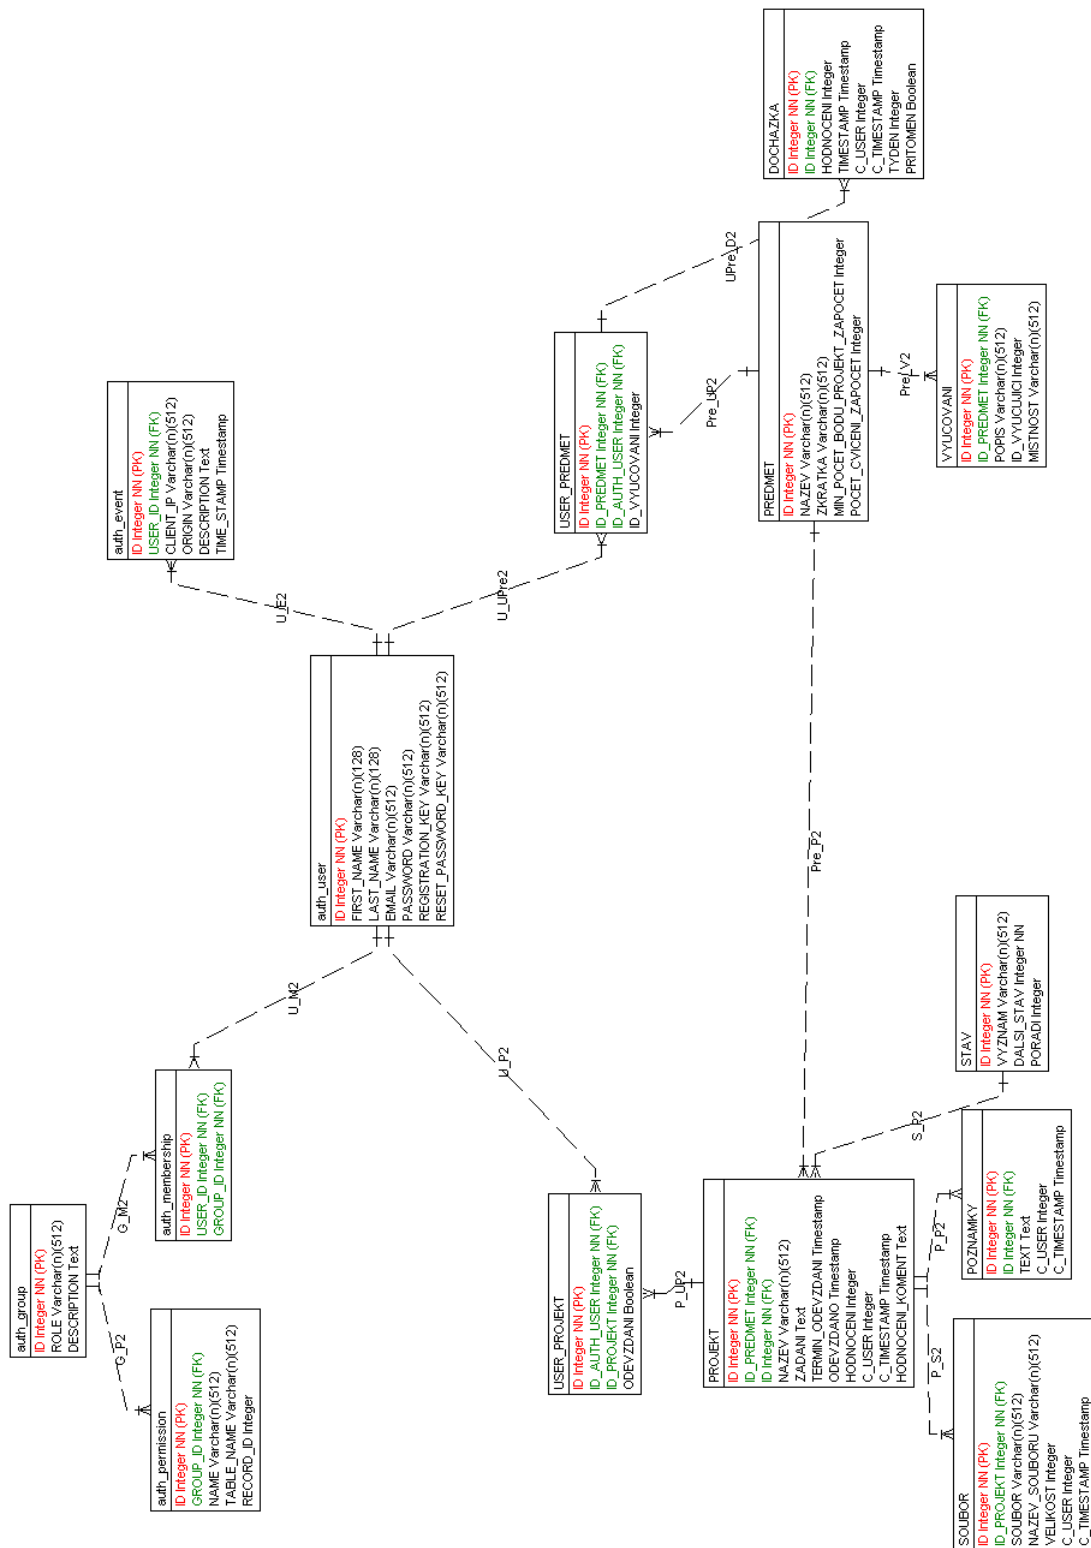 auth_group
ID Integer NN (PK)
ROLE Varchar(n)(512)
DESCRIPTION Text
G_P2
G_M2
auth_permission
ID Integer NN (PK)
GROUP_ID Integer NN (FK)
NAME Varchar(n)(512)
TABLE_NAME Varchar(n)(512)
RECORD_ID Integer
auth_membership
ID Integer NN (PK)
USER_ID Integer NN (FK)
GROUP_ID Integer NN (FK)
U_M2
auth_user
ID Integer NN (PK)
FIRST_NAME Varchar(n)(128)
LAST_NAME Varchar(n)(128)
EMAIL Varchar(n)(512)
PASSWORD Varchar(n)(512)
REGISTRATION_KEY Varchar(n)(512)
RESET_PASSWORD_KEY Varchar(n)(512)
U_E2
auth_event
ID Integer NN (PK)
USER_ID Integer NN (FK)
CLIENT_IP Varchar(n)(512)
ORIGIN Varchar(n)(512)
DESCRIPTION Text
TIME_STAMP Timestamp
U_P2
U_UPre2
USER_PROJEKT
ID Integer NN (PK)
ID_AUTH_USER Integer NN (FK)
ID_PROJEKT Integer NN (FK)
ODEVZDANI Boolean
USER_PREDMET
ID Integer NN (PK)
ID_PREDMET Integer NN (FK)
ID_AUTH_USER Integer NN (FK)
ID_VYUCOVANI Integer
P_UP2
Pre_UP2
UPre_D2
PROJEKT
ID Integer NN (PK)
ID_PREDMET Integer NN (FK)
ID Integer NN (FK)
NAZEV Varchar(n)(512)
ZADANI Text
TERMIN_ODEVZDANI Timestamp
ODEVZDANO Timestamp
HODNOCENI Integer
C_USER Integer
C_TIMESTAMP Timestamp
HODNOCENI_KOMENT Text
Pre_P2
PREDMET
ID Integer NN (PK)
NAZEV Varchar(n)(512)
ZKRATKA Varchar(n)(512)
MIN_POCET_BODU_PROJEKT_ZAPOCET Integer
POCET_CVICENI_ZAPOCET Integer
DOCHAZKA
ID Integer NN (PK)
ID Integer NN (FK)
HODNOCENI Integer
TIMESTAMP Timestamp
C_USER Integer
C_TIMESTAMP Timestamp
TYDEN Integer
PRITOMEN Boolean
P_S2
P_P2
S_P2
Pre_V2
SOUBOR
ID Integer NN (PK)
ID_PROJEKT Integer NN (FK)
SOUBOR Varchar(n)(512)
NAZEV_SOUBORU Varchar(n)(512)
VELIKOST Integer
C_USER Integer
C_TIMESTAMP Timestamp
POZNAMKY
ID Integer NN (PK)
ID Integer NN (FK)
TEXT Text
C_USER Integer
C_TIMESTAMP Timestamp
STAV
ID Integer NN (PK)
VYZNAM Varchar(n)(512)
DALSI_STAV Integer NN
PORADI Integer
VYUCOVANI
ID Integer NN (PK)
ID_PREDMET Integer NN (FK)
POPIS Varchar(n)(512)
ID_VYUCUJICI Integer
MISTNOST Varchar(n)(512)